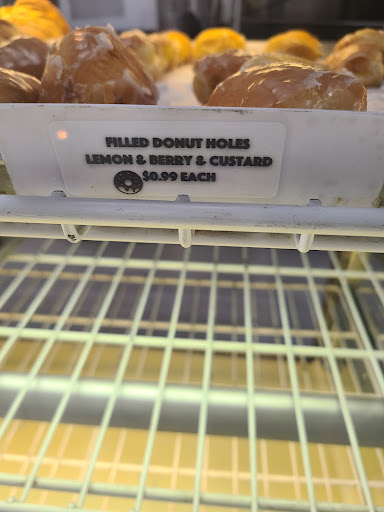 FILLED DONUT HOLES
LEMON & BERRY & CUSTARD
$0.99 EACH